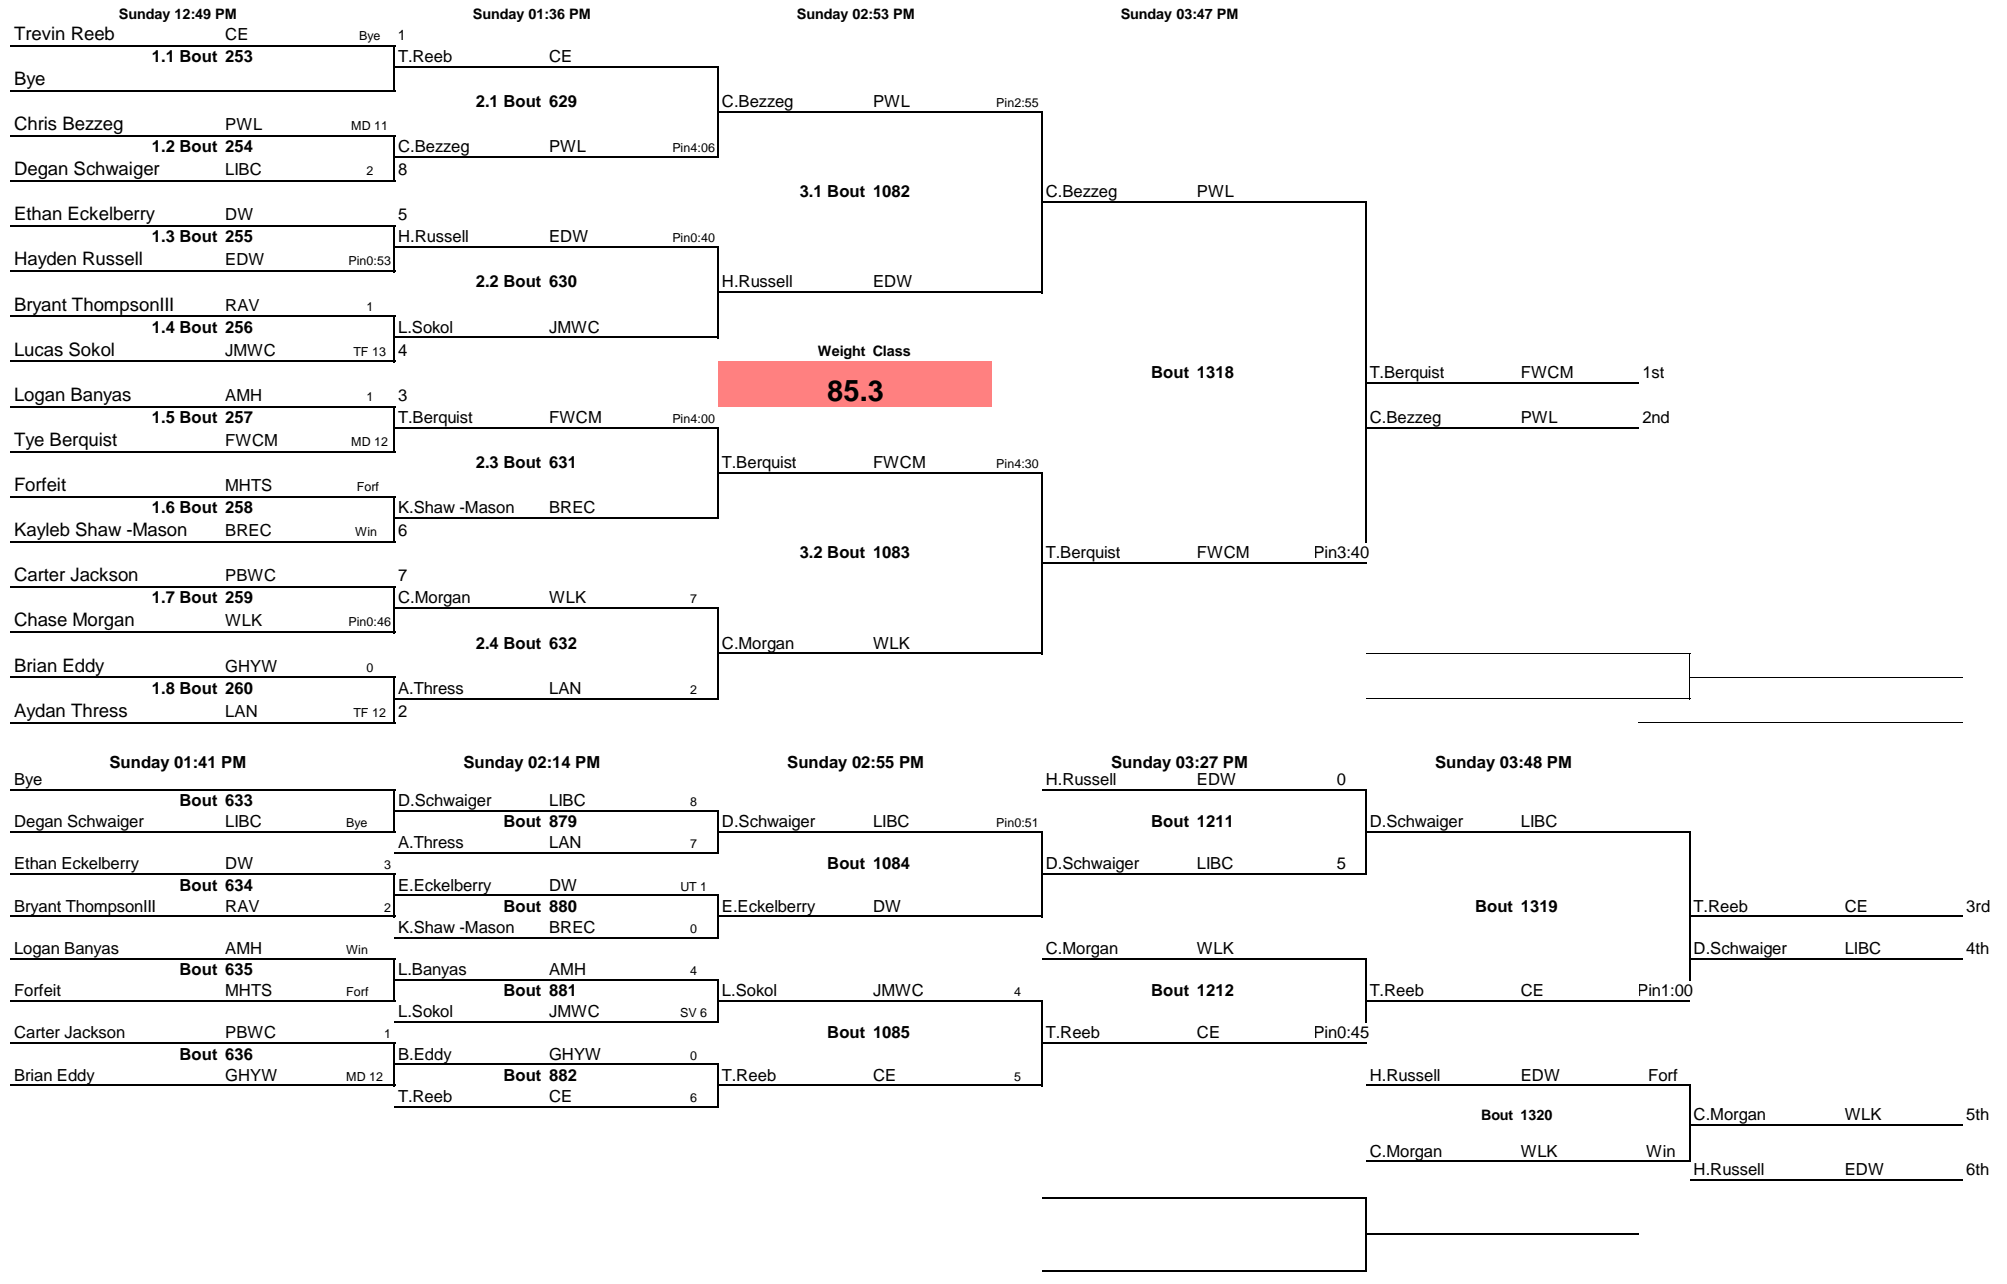 Sunday 12:49 PM Sunday 01:36 PM Sunday 02:53 PM Sunday 03:47 PM
Trevin Reeb CE Bye 1
1.1 Bout 253 T.Reeb CE
Bye
2.1 Bout 629 C.Bezzeg PWL Pin2:55
Chris Bezzeg PWL MD 11
1.2 Bout 254 C.Bezzeg PWL Pin4:06
Degan Schwaiger LIBC 2 8
3.1 Bout 1082 C.Bezzeg PWL
Ethan Eckelberry DW 5
1.3 Bout 255 H.Russell EDW Pin0:40
Hayden Russell EDW Pin0:53
2.2 Bout 630 H.Russell EDW
Bryant ThompsonIII RAV 1
1.4 Bout 256 L.Sokol JMWC
Lucas Sokol JMWC TF 13 4
Weight Class
Bout 1318 T.Berquist FWCM 1st
85.3
Logan Banyas AMH 1 3
1.5 Bout 257 T.Berquist FWCM Pin4:00 C.Bezzeg PWL 2nd
Tye Berquist FWCM MD 12
2.3 Bout 631 T.Berquist FWCM Pin4:30
Forfeit MHTS Forf
1.6 Bout 258 K.Shaw -Mason BREC
Kayleb Shaw -Mason BREC Win 6
3.2 Bout 1083 T.Berquist FWCM Pin3:40
Carter Jackson PBWC 7
1.7 Bout 259 C.Morgan WLK 7
Chase Morgan WLK Pin0:46
2.4 Bout 632 C.Morgan WLK
Brian Eddy GHYW 0
1.8 Bout 260 A.Thress LAN 2
Aydan Thress LAN TF 12 2
Sunday 01:41 PM Sunday 02:14 PM Sunday 02:55 PM Sunday 03:27 PM Sunday 03:48 PM
Bye H.Russell EDW 0
Bout 633 D.Schwaiger LIBC 8
Degan Schwaiger LIBC Bye Bout 879 D.Schwaiger LIBC Pin0:51 Bout 1211 D.Schwaiger LIBC
A.Thress LAN 7
Ethan Eckelberry DW 3 Bout 1084 D.Schwaiger LIBC 5
Bout 634 E.Eckelberry DW UT 1
Bryant ThompsonIII RAV 2 Bout 880 E.Eckelberry DW Bout 1319 T.Reeb CE 3rd
K.Shaw -Mason BREC 0
Logan Banyas AMH Win C.Morgan WLK D.Schwaiger LIBC 4th
Bout 635 L.Banyas AMH 4
Forfeit MHTS Forf Bout 881 L.Sokol JMWC 4 Bout 1212 T.Reeb CE Pin1:00
L.Sokol JMWC SV 6
Carter Jackson PBWC 1 Bout 1085 T.Reeb CE Pin0:45
Bout 636 B.Eddy GHYW 0
Brian Eddy GHYW MD 12 Bout 882 T.Reeb CE 5 H.Russell EDW Forf
T.Reeb CE 6
Bout 1320 C.Morgan WLK 5th
C.Morgan WLK Win
H.Russell EDW 6th